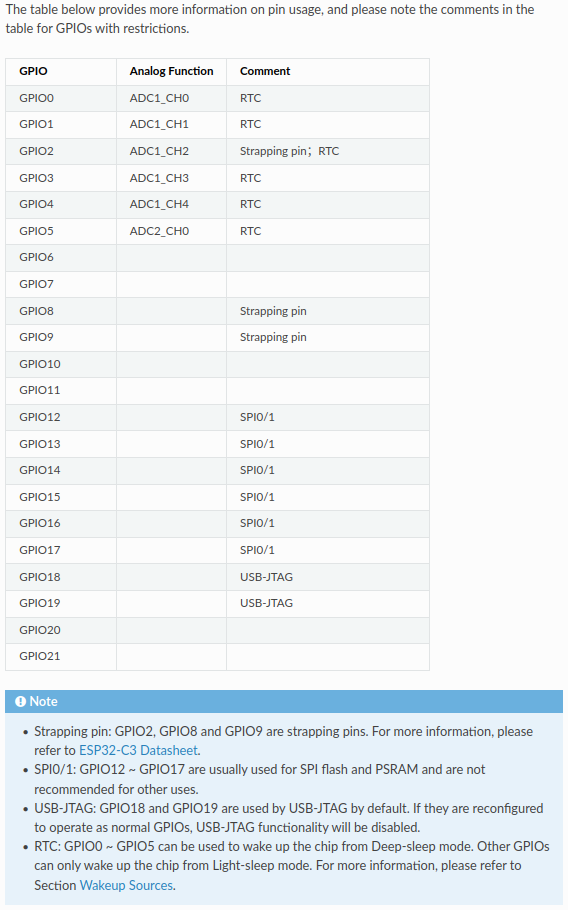 The table below provides more information on pin usage, and please note the comments in the
table for GPIOs with restrictions.
GPIO Analog Function Comment
GPIO0 ADC1_CH0 RTC
GPIO1 ADC1_CH1 RTC
GPIO2 ADC1_CH2 Strapping pin；RTC
GPIO3 ADC1_CH3 RTC
GPIO4 ADC1_CH4 RTC
GPIO5 ADC2_CH0 RTC
GPIO6
GPIO7
GPIO8 Strapping pin
GPIO9 Strapping pin
GPIO10
GPIO11
GPIO12 SPI0/1
GPIO13 SPI0/1
GPIO14 SPI0/1
GPIO15 SPI0/1
GPIO16 SPI0/1
GPIO17 SPI0/1
GPIO18 USB-JTAG
GPIO19 USB-JTAG
GPIO20
GPIO21
Note
• Strapping pin: GPIO2, GPIO8 and GPIO9 are strapping pins. For more information, please
refer to ESP32-C3 Datasheet.
• SPI0/1: GPIO12 ~ GPIO17 are usually used for SPI flash and PSRAM and are not
recommended for other uses.
• USB-JTAG: GPIO18 and GPIO19 are used by USB-JTAG by default. If they are reconfigured
to operate as normal GPIOs, USB-JTAG functionality will be disabled.
• RTC: GPIO0 ~ GPIO5 can be used to wake up the chip from Deep-sleep mode. Other GPIOs
can only wake up the chip from Light-sleep mode. For more information, please refer to
Section Wakeup Sources.